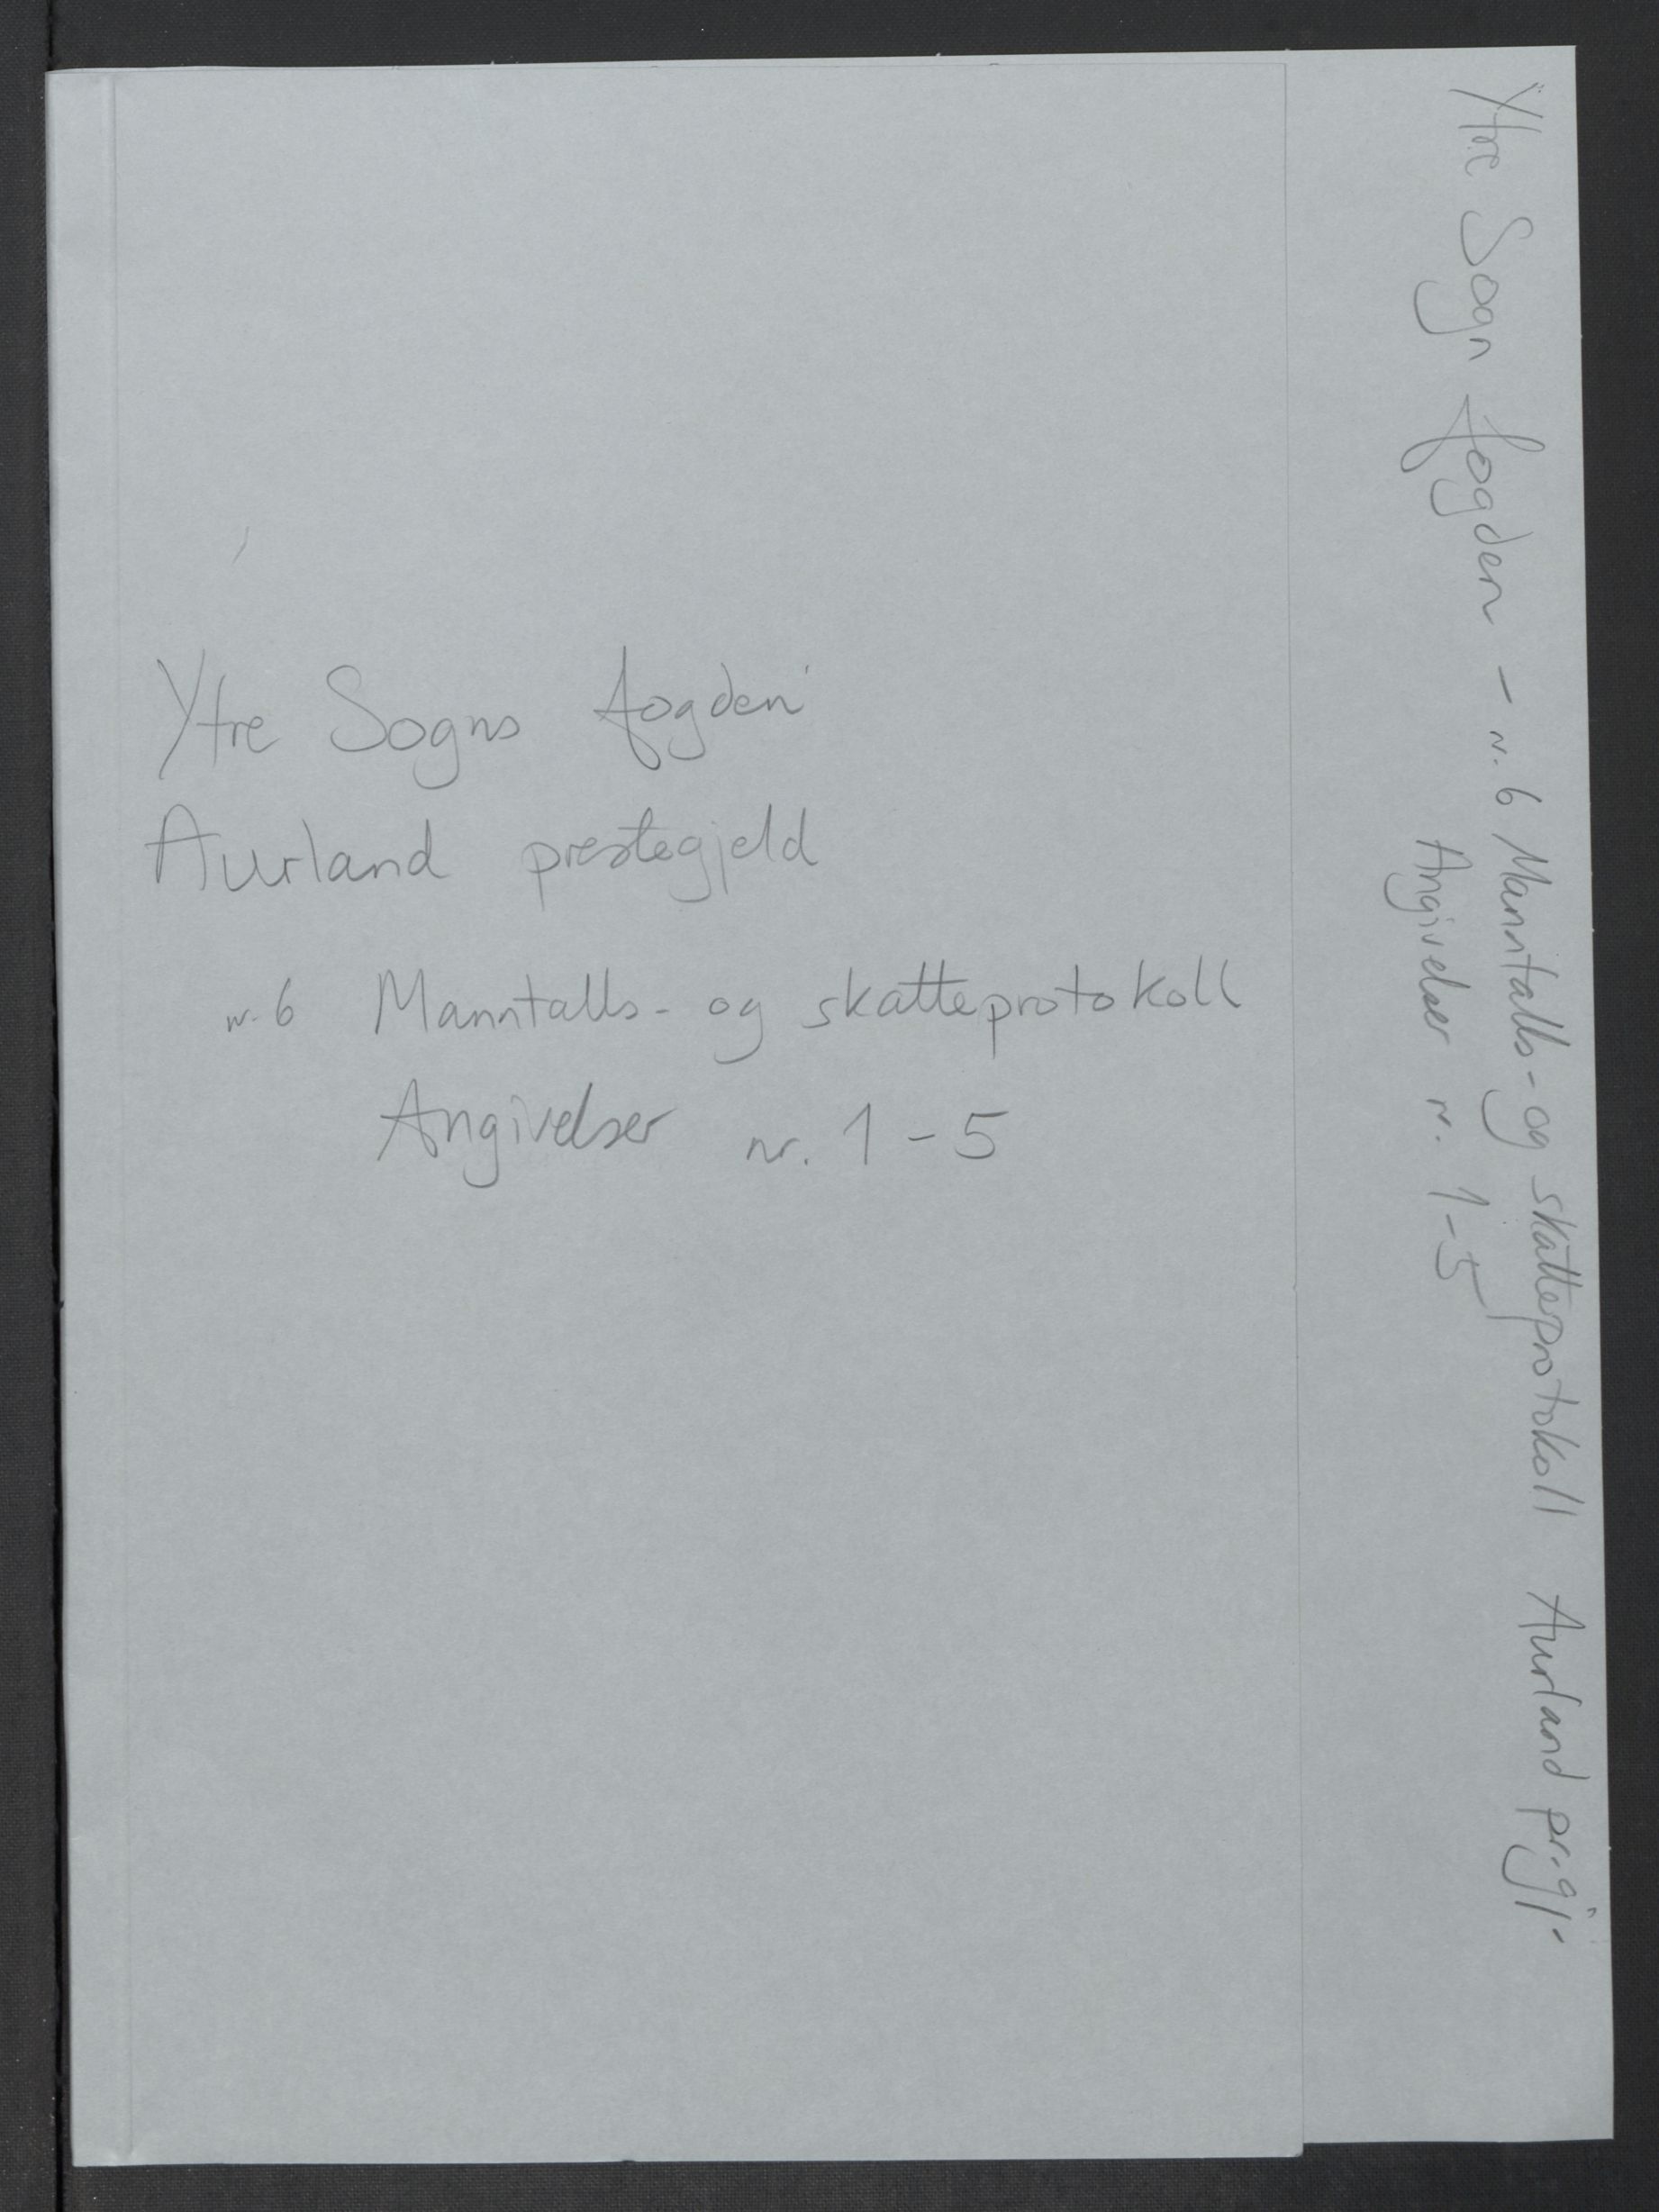 Ytre Sogns fogderi
Aurland prestegjeld
nr. 6 Manntalls- og skatteprotokoll
Angivelser nr. 1-5
Ytre Sogn fogderi - nr. 6 Manntalls- og skatteprotokoll Aurland pr.gj.
Angivelser nr. 1-5